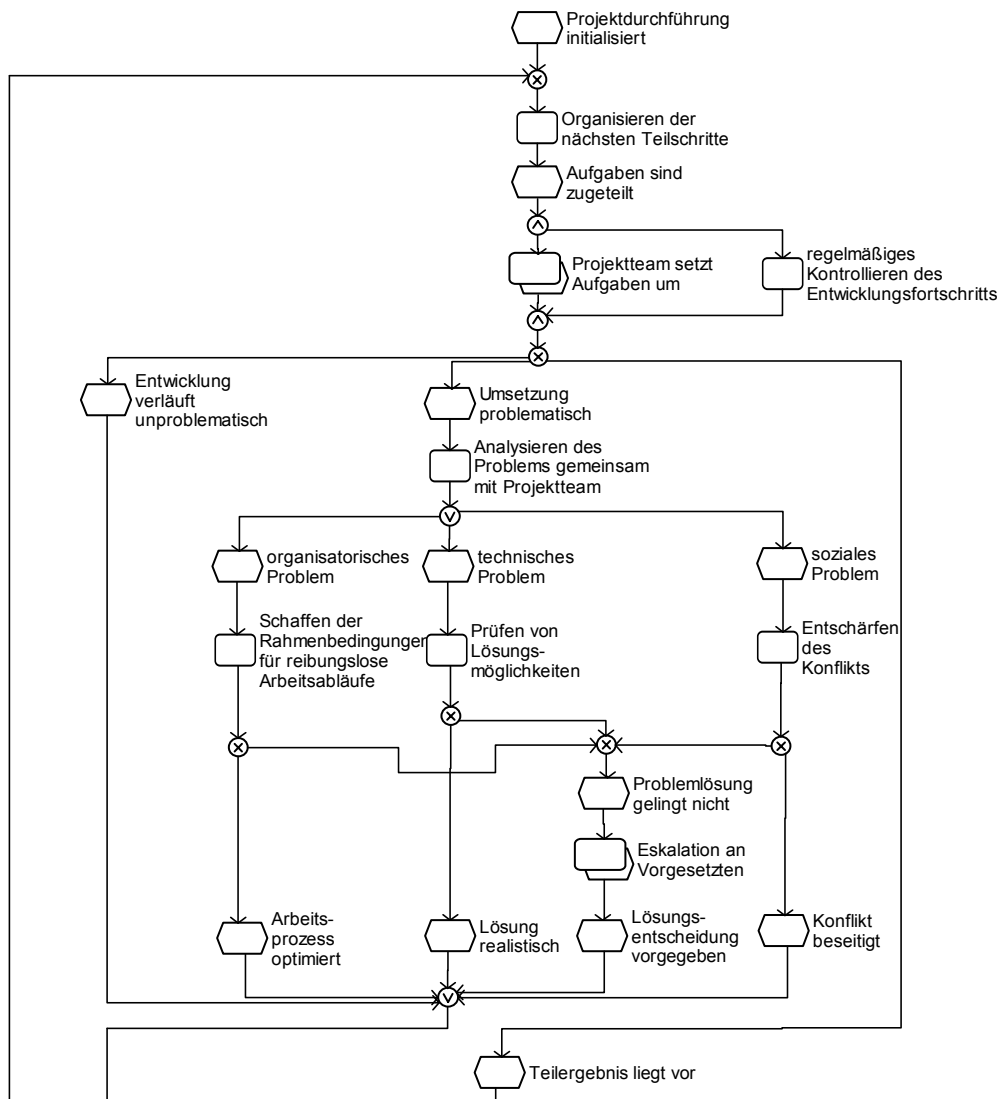 Projektdurchführung
initialisiert
Organisieren der
nächsten Teilschritte
Aufgaben sind
zugeteilt
Projektteam setzt
Aufgaben um
regelmäßiges
Kontrollieren des
Entwicklungsfortschritts
Entwicklung
verläuft
unproblematisch
Umsetzung
problematisch
Analysieren des
Problems gemeinsam
mit Projektteam
organisatorisches
Problem
technisches
Problem
soziales
Problem
Schaffen der
Rahmenbedingungen
für reibungslose
Arbeitsabläufe
Prüfen von
Lösungs-
möglichkeiten
Entschärfen
des
Konflikts
Problemlösung
gelingt nicht
Eskalation an
Vorgesetzten
Arbeits-
prozess
optimiert
Lösung
realistisch
Lösungs-
entscheidung
vorgegeben
Konflikt
beseitigt
Teilergebnis liegt vor